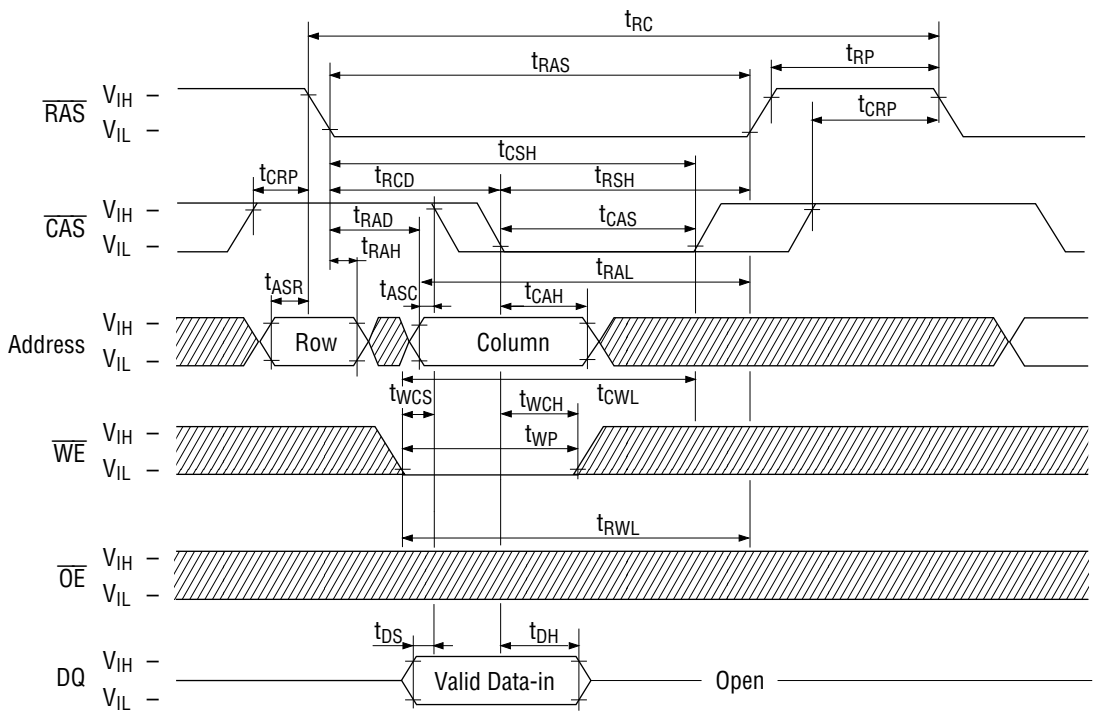 tRC
tRAS
tRP
RAS
VIH –
VIL –
tCRP
tCSH
tCRP
tRCD
tRSH
CAS
VIH –
VIL –
tRAD
tCAS
tRAH
tRAL
tASR
tASC
tCAH
Address
VIH –
VIL –
Row
Column
tWCS
tCWL
tWCH
WE
VIH –
VIL –
tWP
tRWL
OE
VIH –
VIL –
tDS
tDH
DQ
VIH –
VIL –
Valid Data-in
Open